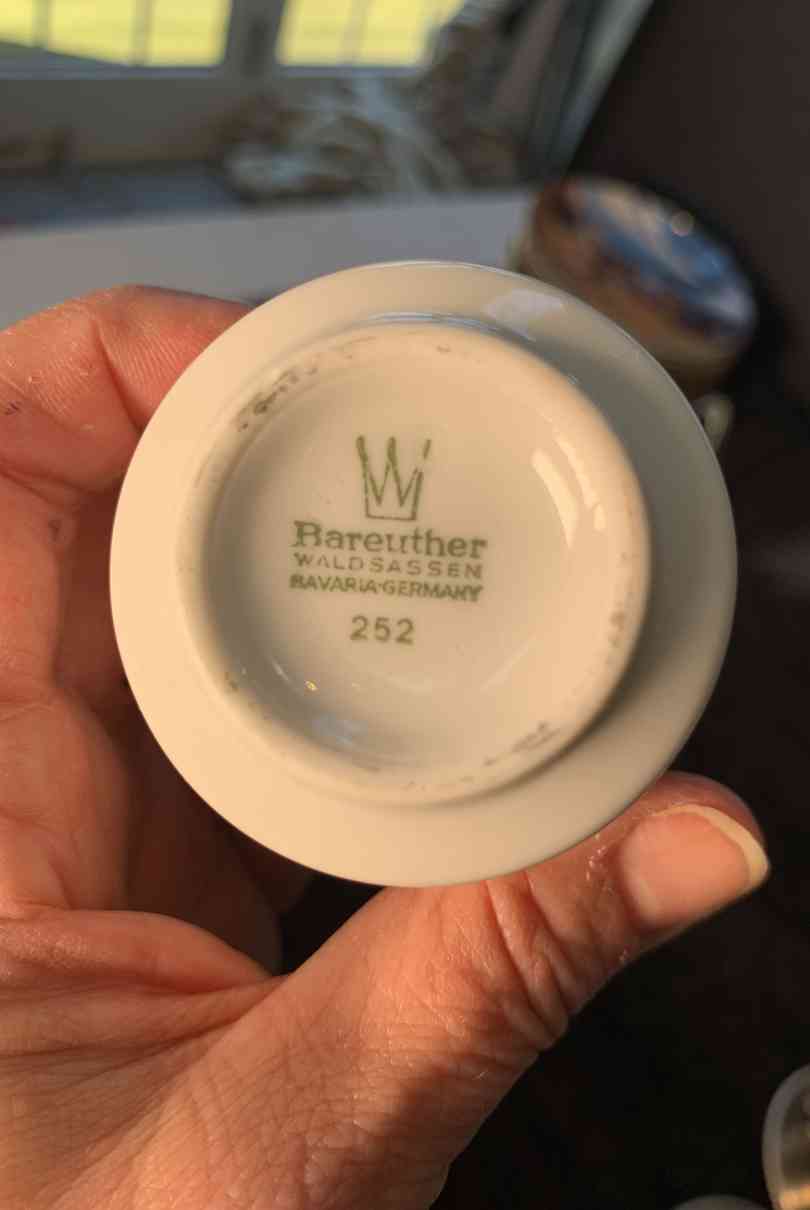 W
Bareuther
WALDSASSEN
BAVARIA·GERMANY
252